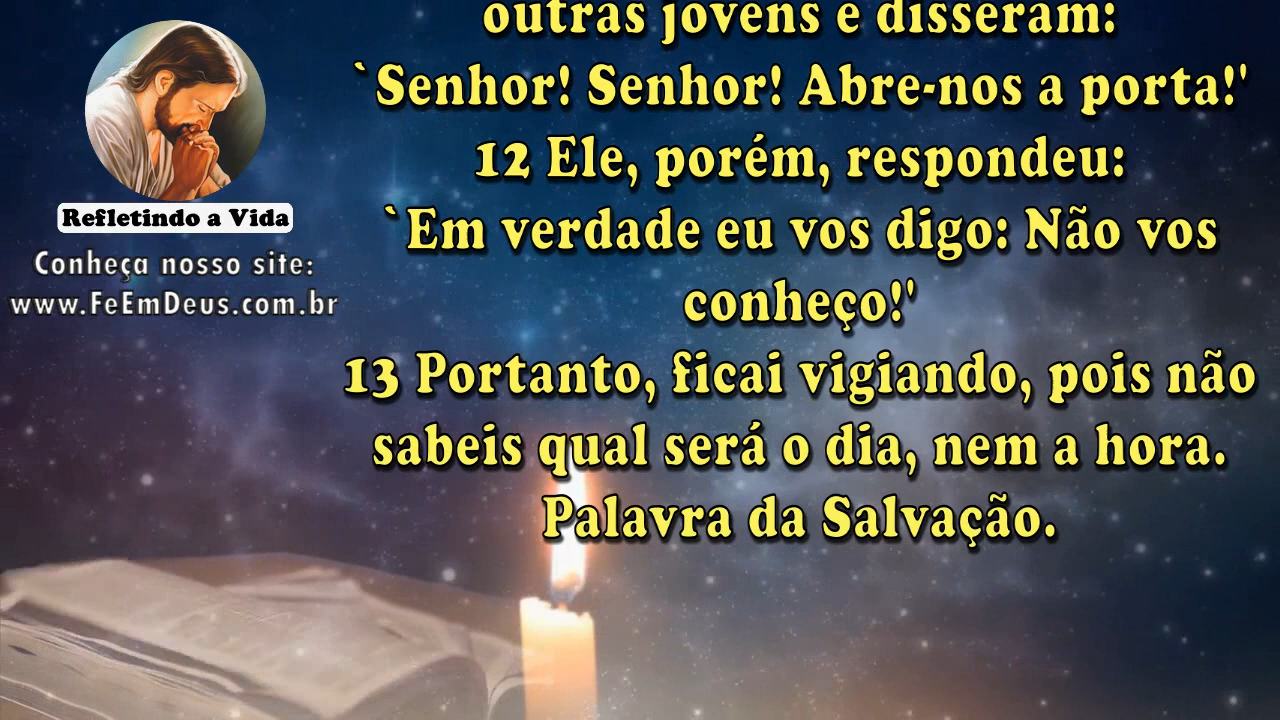 outras jovens e disseram:
`Senhor! Senhor! Abre-nos a porta!'
12 Ele, porém, respondeu:
`Em verdade eu vos digo: Não vos
conheço!'
13 Portanto, ficai vigiando, pois não
sabeis qual será o dia, nem a hora.
Palavra da Salvação.
Refletindo a Vida
Conheça nosso site:
www.FeEmDeus.com.br